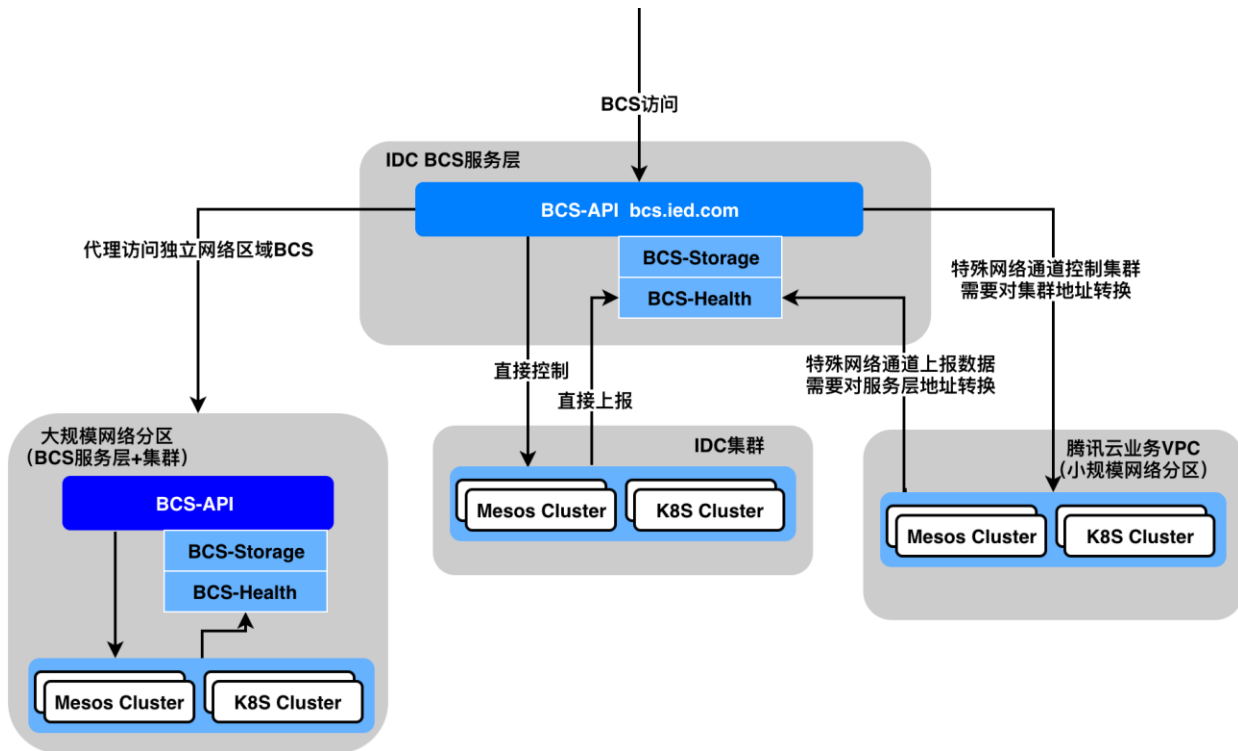 BCS访问
IDC BCS服务层
BCS-API bcs.ied.com
BCS-Storage
BCS-Health
代理访问独立网络区域BCS
特殊网络通道控制集群
需要对集群地址转换
直接控制
直接上报
特殊网络通道上报数据
需要对服务层地址转换
大规模网络分区
（BCS服务层+集群）
BCS-API
BCS-Storage
BCS-Health
Mesos Cluster
K8S Cluster
IDC集群
Mesos Cluster
K8S Cluster
腾讯云业务VPC
（小规模网络分区）
Mesos Cluster
K8S Cluster